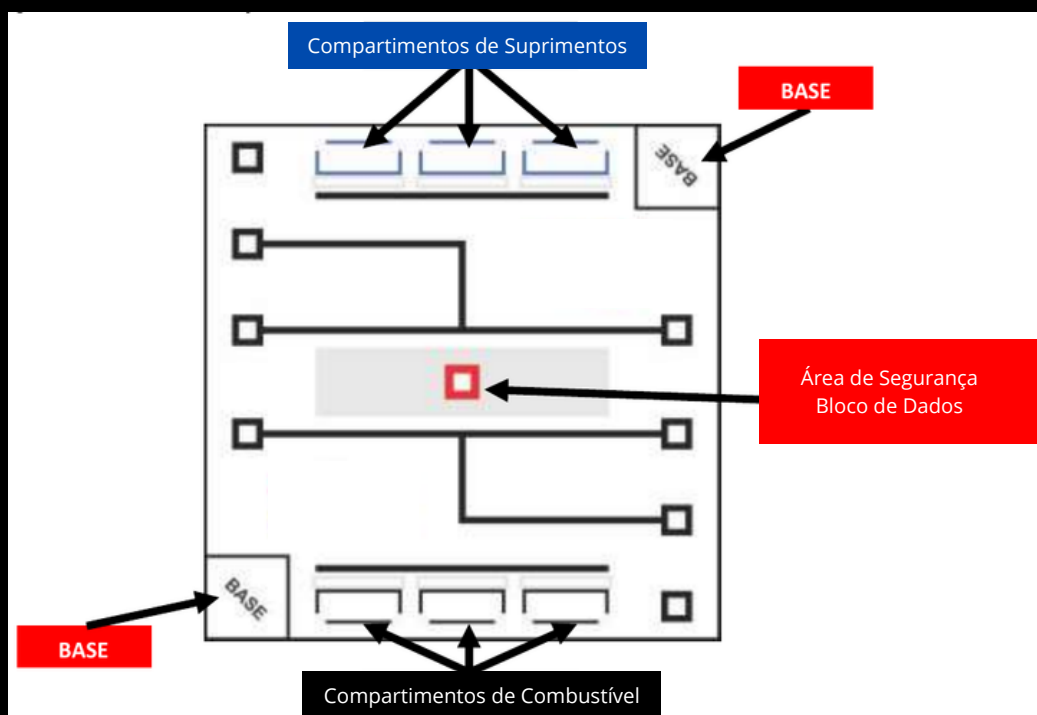 Compartimentos de Suprimentos
BASE
BASE
Área de Segurança
Bloco de Dados
BASE
BASE
Compartimentos de Combustível